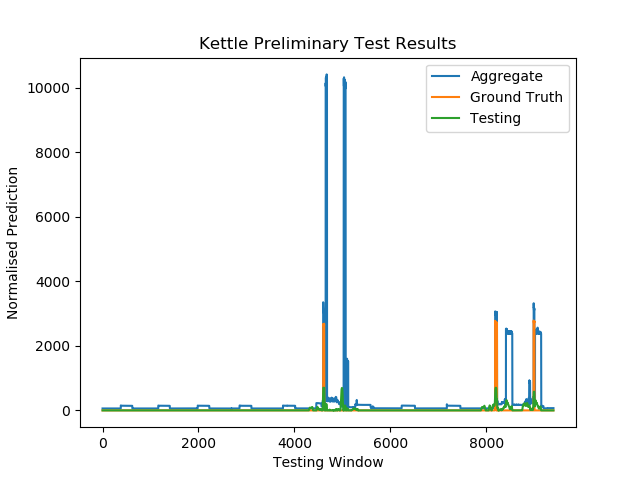 Kettle Preliminary Test Results
Aggregate
Ground Truth
Testing
Normalised Prediction
10000
8000
6000
4000
2000
0
0 2000 4000 6000 8000
Testing Window